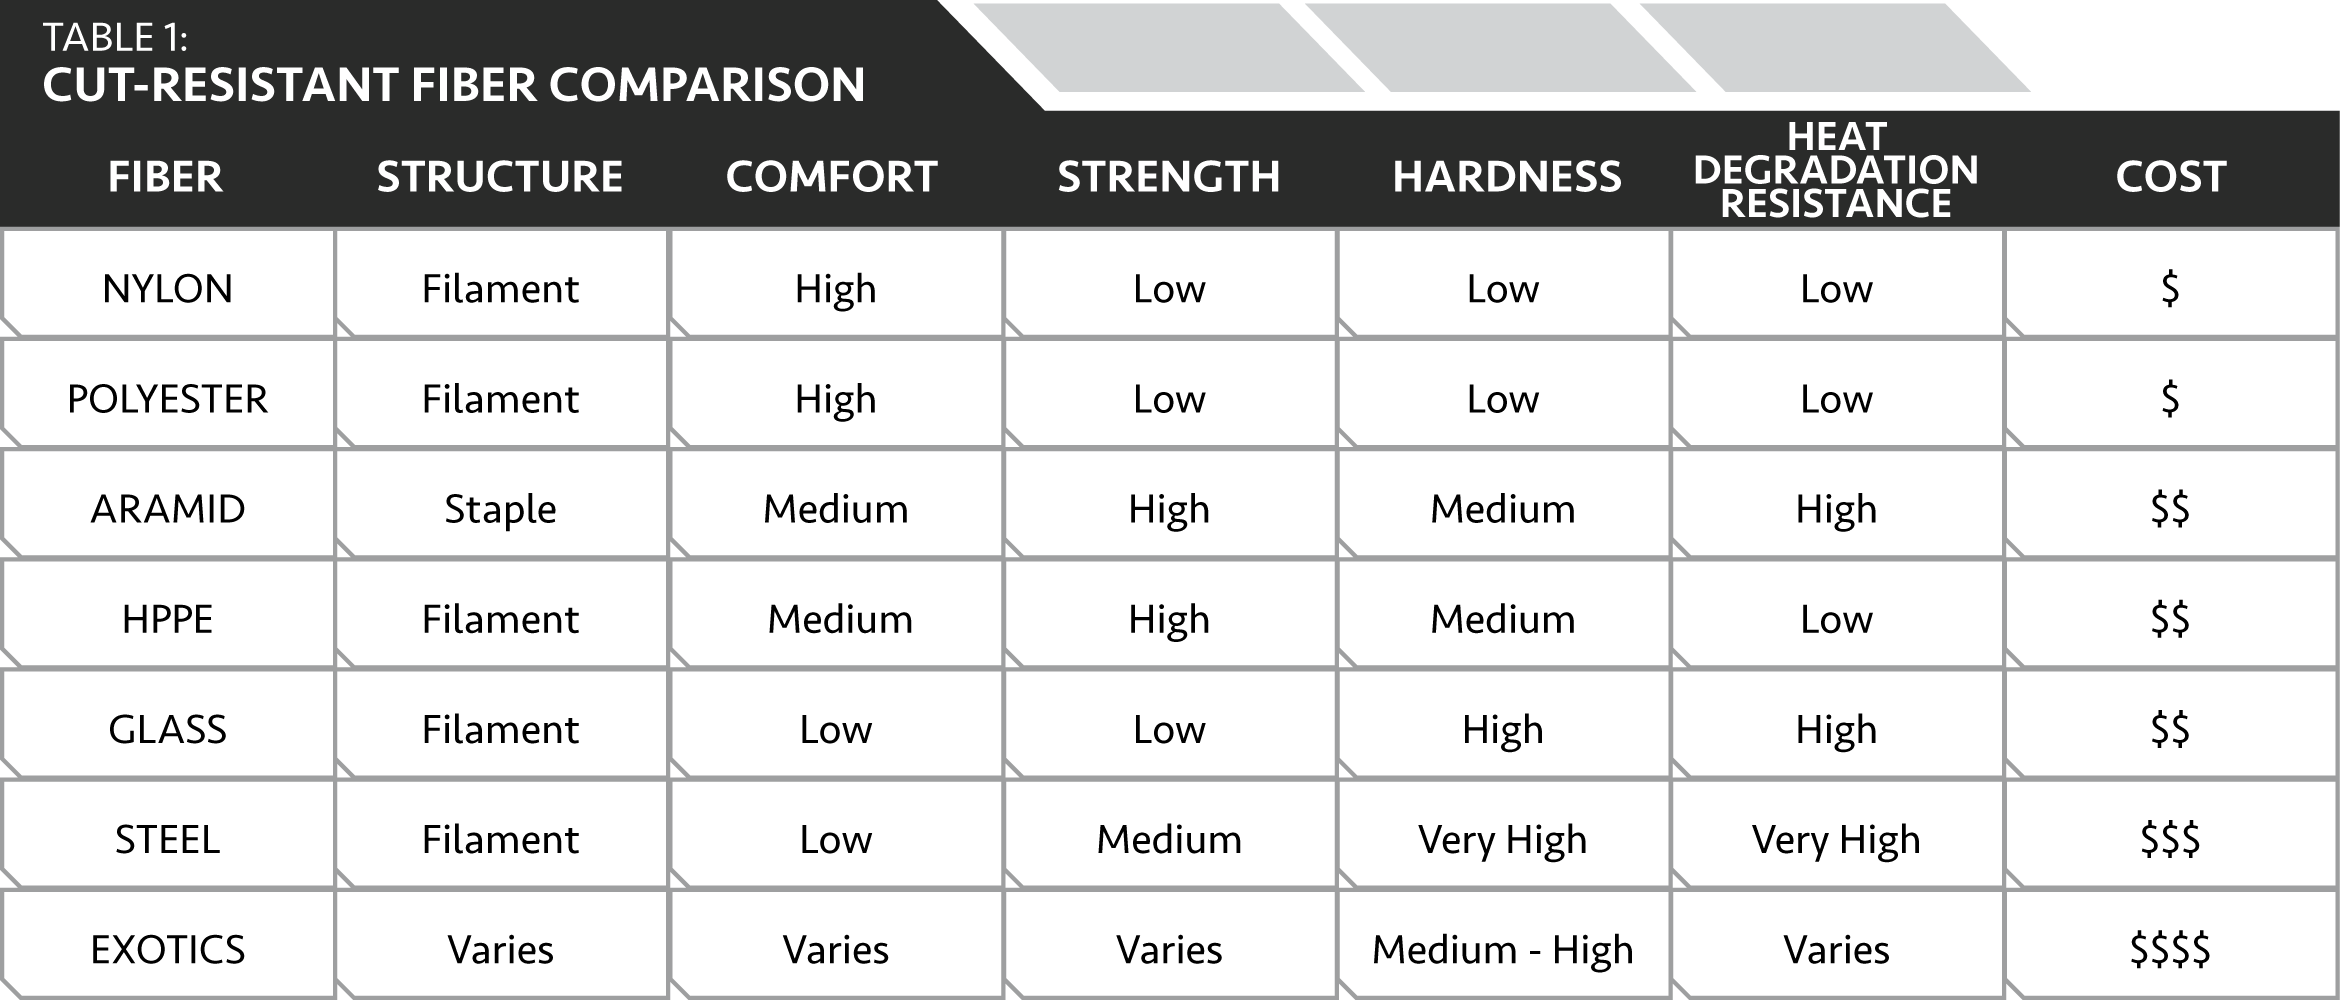 TABLE 1:
CUT-RESISTANT FIBER COMPARISON
FIBER STRUCTURE COMFORT STRENGTH HARDNESS HEAT DEGRADATION RESISTANCE COST
NYLON Filament High Low Low Low $
POLYESTER Filament High Low Low Low $
ARAMID Staple Medium High Medium High $$
HPPE Filament Medium High Medium Low $$
GLASS Filament Low Low High High $$
STEEL Filament Low Medium Very High Very High $$$
EXOTICS Varies Varies Varies Medium - High Varies $$$$